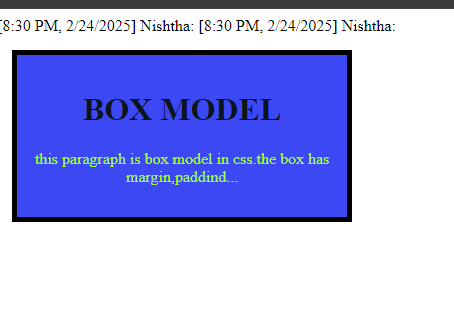 [8:30 PM, 2/24/2025] Nishtha: [8:30 PM, 2/24/2025] Nishtha:
BOX MODEL
this paragraph is box model in css.the box has
margin,paddind...